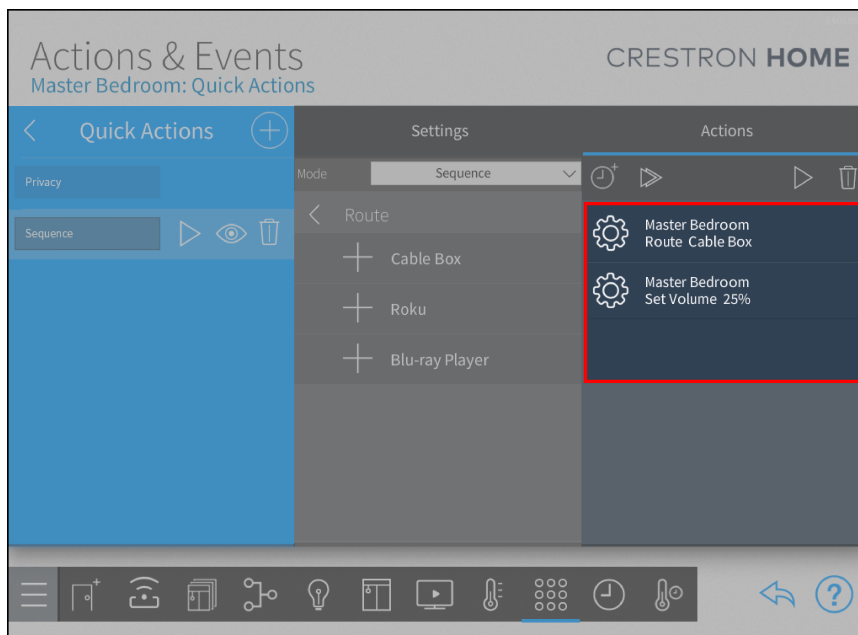 Actions & Events
CRESTRON HOME
Master Bedroom: Quick Actions
Quick Actions
Settings
Actions
Privacy
Mode
Sequence
Sequence
Route
Cable Box
Roku
Blu-ray Player
Master Bedroom
Route Cable Box
Master Bedroom
Set Volume 25%
?